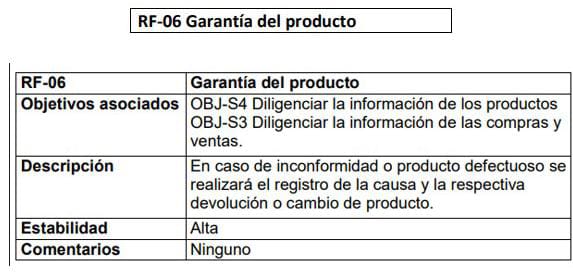 RF-06 Garantía del producto
RF-06 Garantía del producto
Objetivos asociados OBJ-S4 Diligenciar la información de los productos
OBJ-S3 Diligenciar la información de las compras y
ventas.
Descripción En caso de inconformidad o producto defectuoso se
realizará el registro de la causa y la respectiva
devolución o cambio de producto.
Estabilidad Alta
Comentarios Ninguno